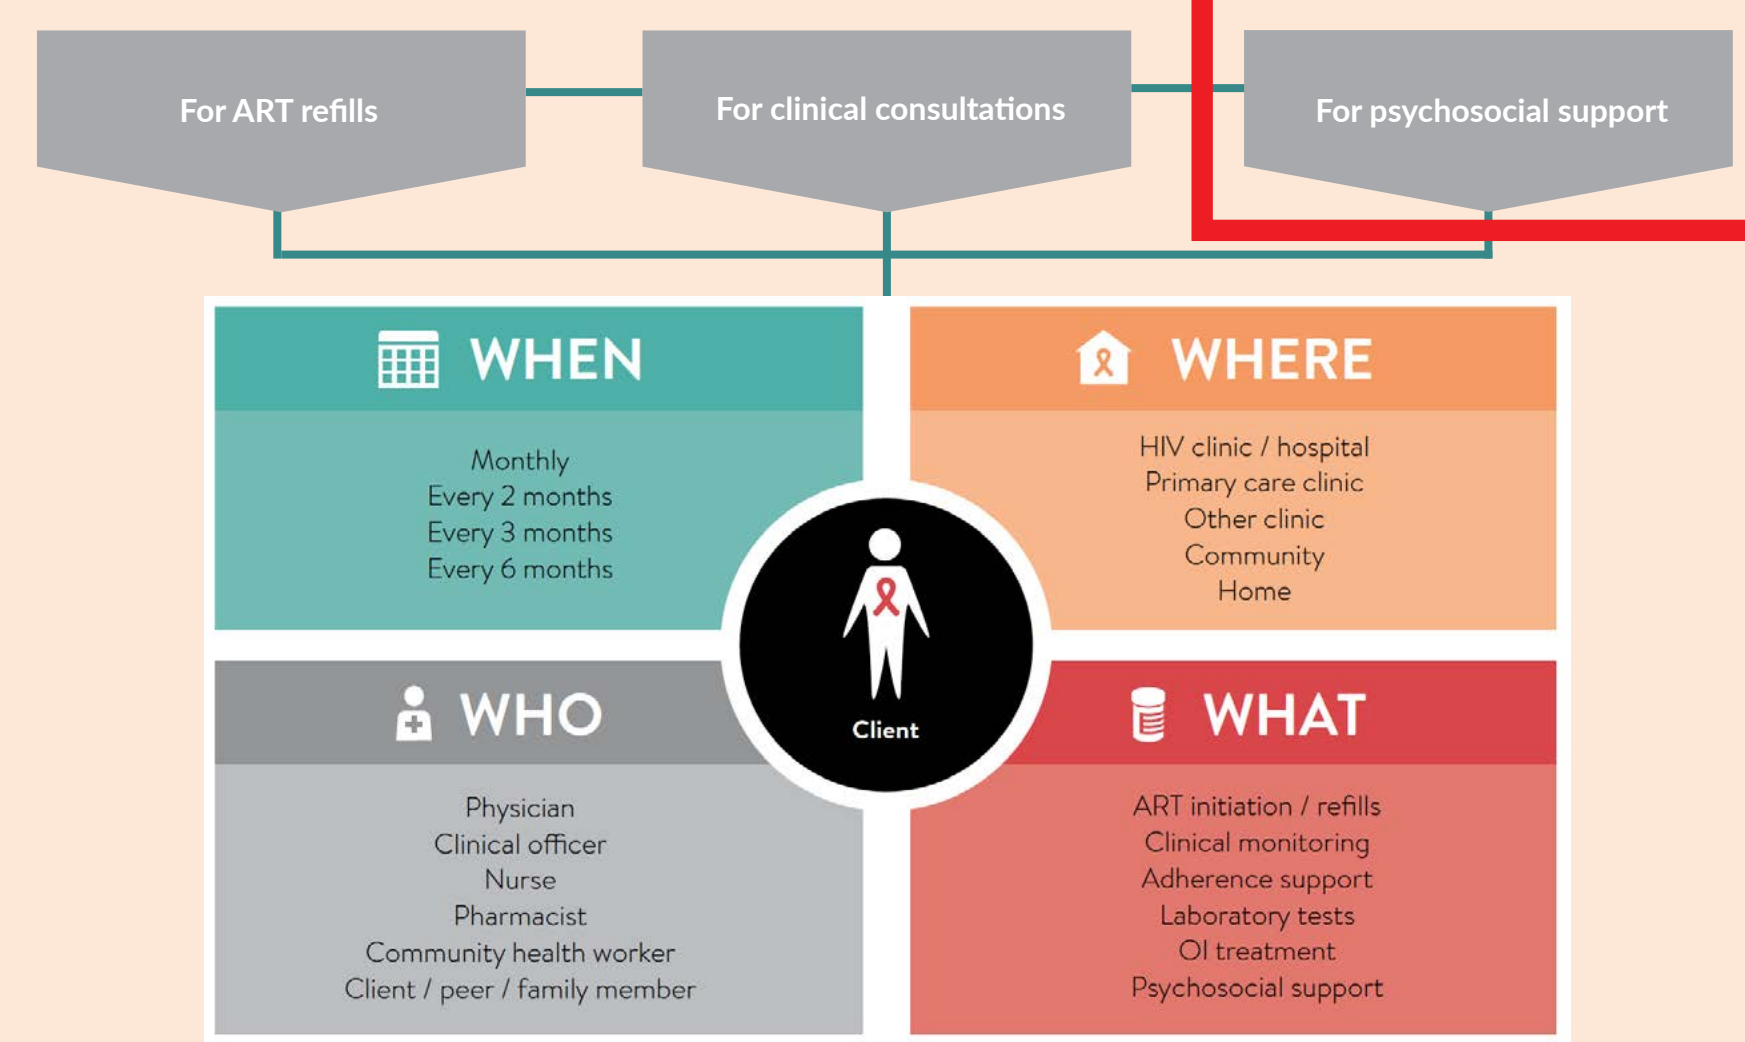 For ART refills
For clinical consultations
For psychosocial support
WHEN
Monthly
Every 2 months
Every 3 months
Every 6 months
WHERE
HIV clinic / hospital
Primary care clinic
Other clinic
Community
Home
Client
WHO
Physician
Clinical officer
Nurse
Pharmacist
Community health worker
Client / peer / family member
WHAT
ART initiation / refills
Clinical monitoring
Adherence support
Laboratory tests
OI treatment
Psychosocial support